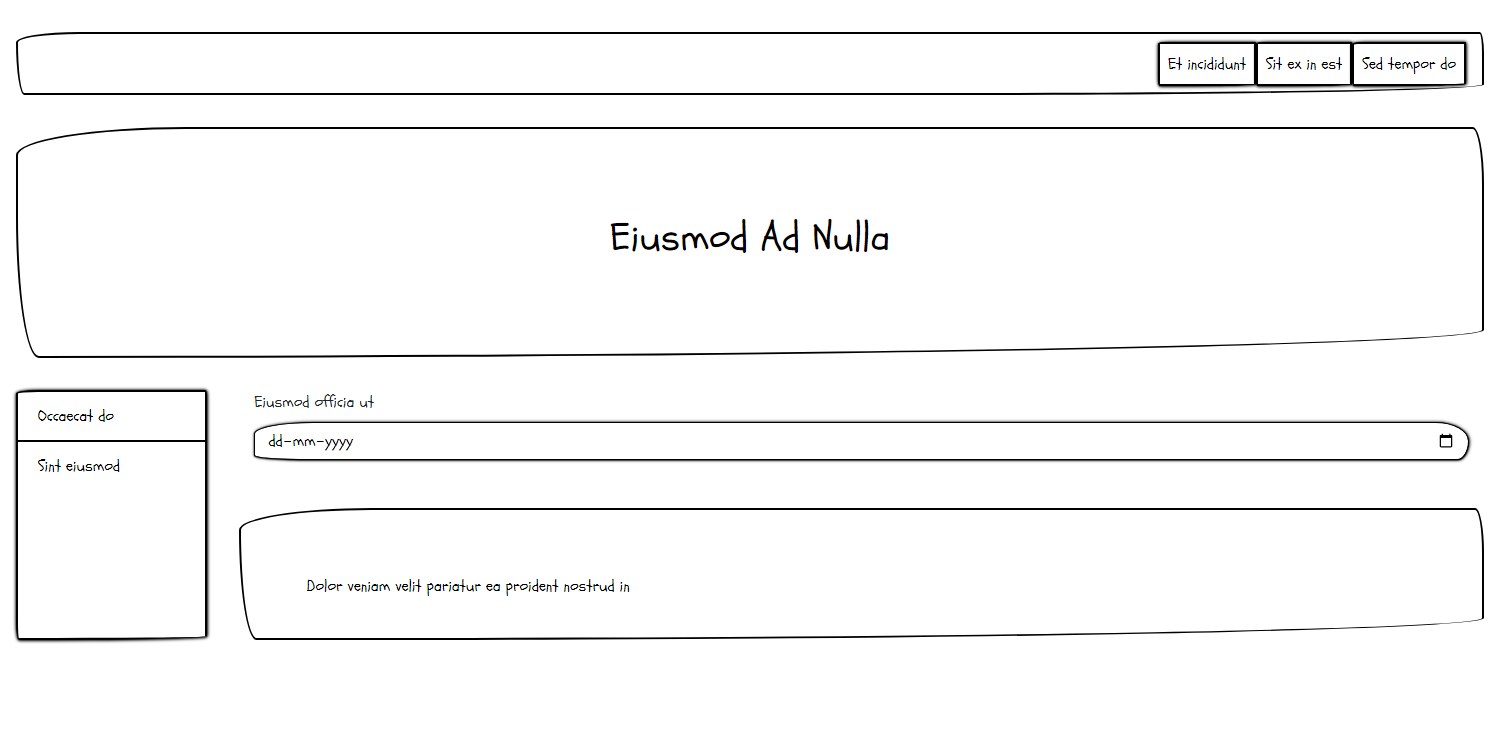 Et incididunt Sit ex in est Sed tempor do
Eiusmod Ad Nulla
Occaecat do
Sint eiusmod
Eiusmod officia ut
dd-mm-yyyy
Dolor veniam velit pariatur ea proident nostrud in